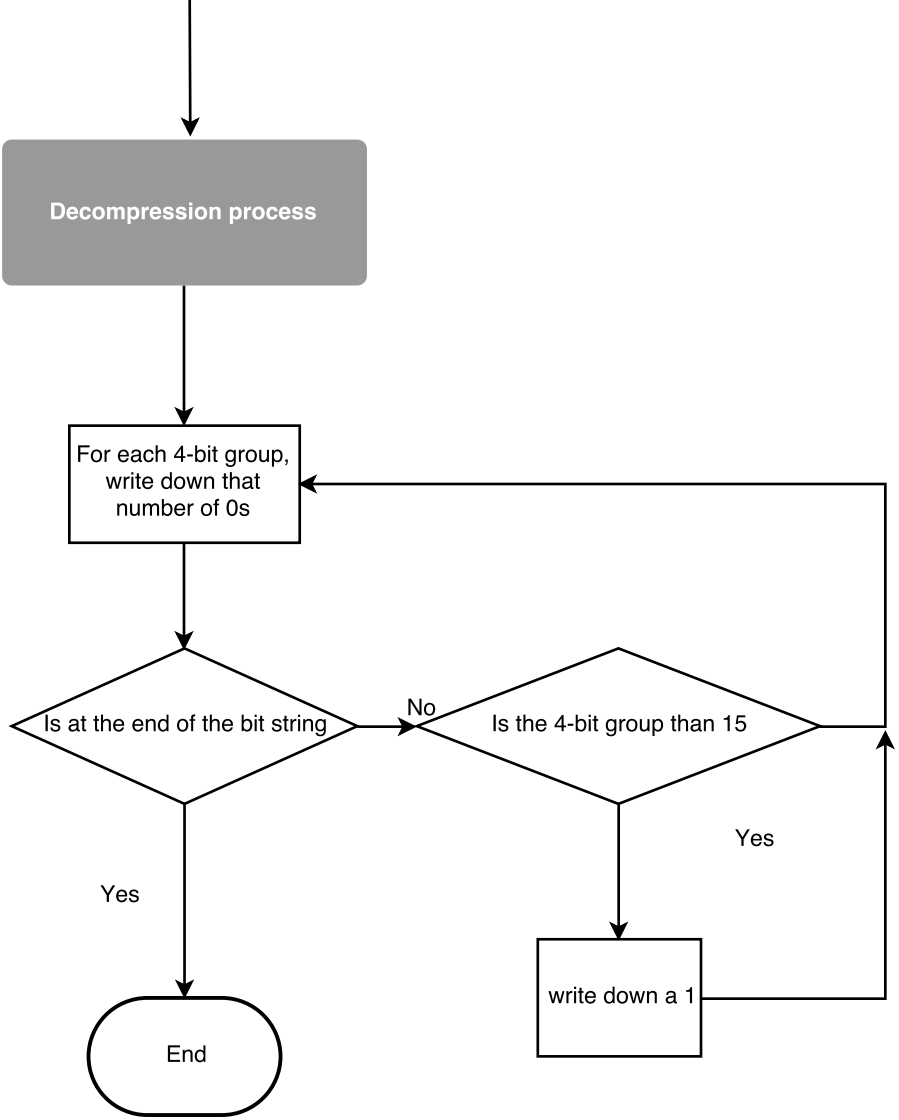 Decompression process
For each 4-bit group,
write down that
number of 0s
Is at the end of the bit string
No
Is the 4-bit group than 15
Yes
Yes
write down a 1
End